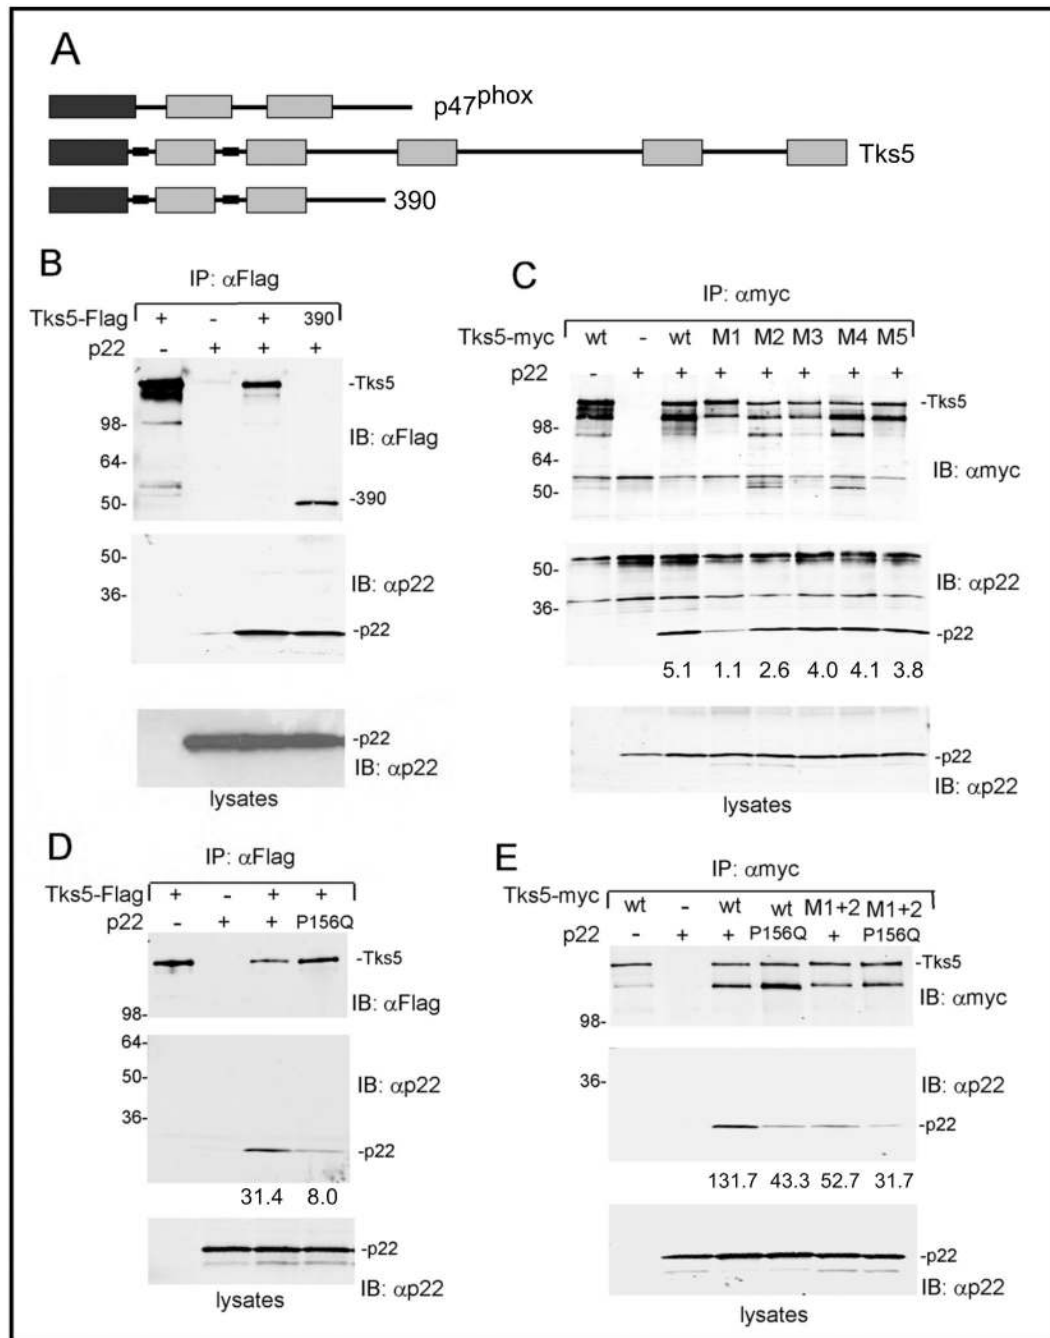 A
p47phox
Tks5
390
B
IP: αFlag
Tks5-Flag + - + 390
p22 - + + +
-Tks5
98-
IB: αFlag
64-
-390
50-
50-
IB: αp22
36-
-p22
-p22
IB: αp22
lysates
C
IP: αmyc
Tks5-myc wt - wt M1 M2 M3 M4 M5
p22 - + + + + + + +
-Tks5
98-
64-
IB: αmyc
50-
50-
IB: αp22
36-
-p22
5.1 1.1 2.6 4.0 4.1 3.8
-p22
IB: αp22
lysates
D
IP: αFlag
Tks5-Flag + - + +
p22 - + + P156Q
-Tks5
IB: αFlag
98-
64-
50-
IB: αp22
36-
-p22
31.4 8.0
-p22
IB: αp22
lysates
E
IP: αmyc
Tks5-myc wt - wt wt M1+2 M1+2
p22 - + + P156Q + P156Q
-Tks5
IB: αmyc
98-
36-
IB: αp22
-p22
131.7 43.3 52.7 31.7
-p22
IB: αp22
lysates